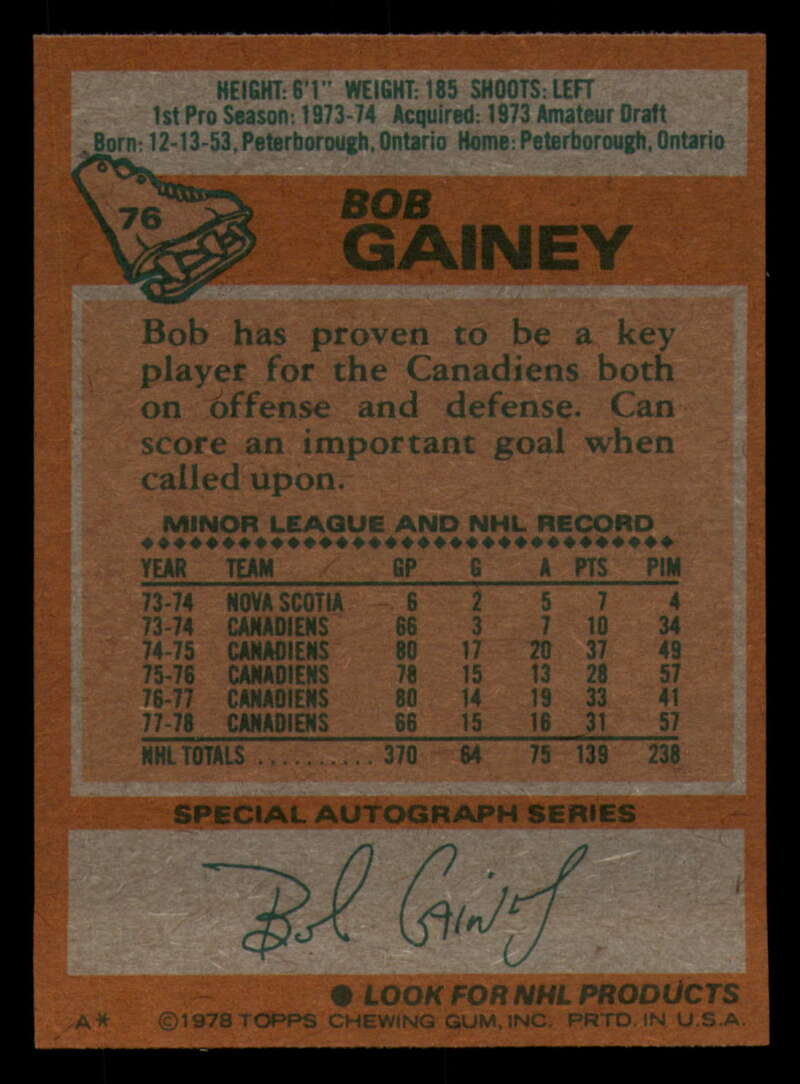 HEIGHT: 6'1" WEIGHT: 185 SHOOTS: LEFT
1st Pro Season: 1973-74 Acquired: 1973 Amateur Draft
Born: 12-13-53, Peterborough, Ontario Home: Peterborough, Ontario
76
BOB
GAINEY
Bob has proven to be a key
player for the Canadiens both
on offense and defense. Can
score an important goal when
called upon.
MINOR LEAGUE AND NHL RECORD
YEAR TEAM GP G A PTS PIM
73-74 NOVA SCOTIA 6 2 5 7 4
73-74 CANADIENS 66 3 7 10 34
74-75 CANADIENS 80 17 20 37 49
75-76 CANADIENS 78 15 13 28 57
76-77 CANADIENS 80 14 19 33 41
77-78 CANADIENS 66 15 16 31 57
NHL TOTALS .......... 370 64 75 139 238
SPECIAL AUTOGRAPH SERIES
Bob Gainey
● LOOK FOR NHL PRODUCTS
A* ©1978 TOPPS CHEWING GUM, INC. PRTD. IN U.S.A.